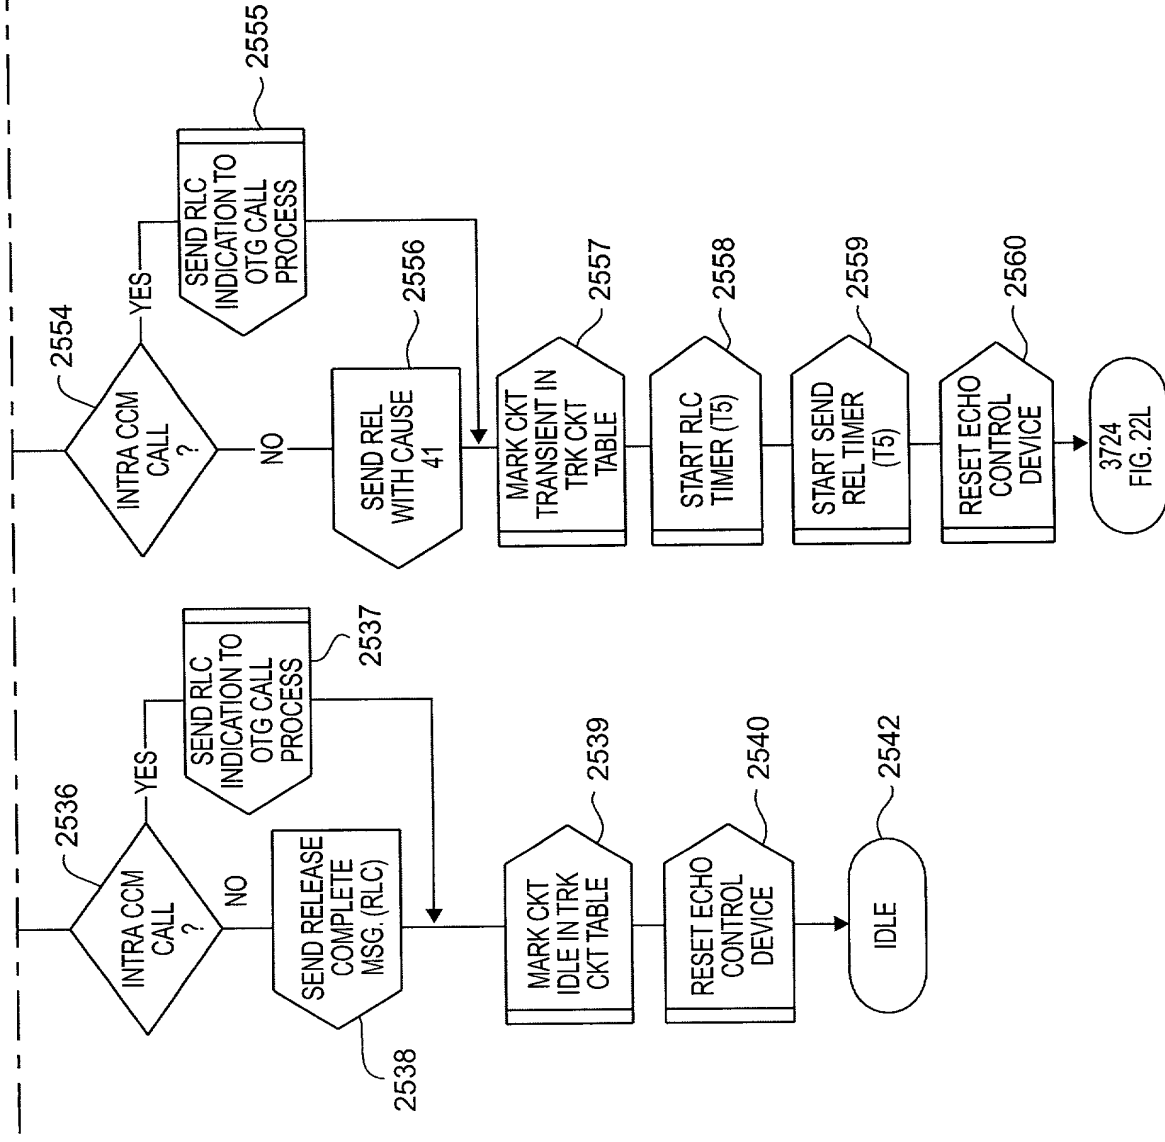 2536
INTRA CCM
CALL
?
YES
NO
SEND RLC
INDICATION TO
OTG CALL
PROCESS
2537
SEND RELEASE
COMPLETE
MSG. (RLC)
2538
MARK CKT
IDLE IN TRK
CKT TABLE
2539
RESET ECHO
CONTROL
DEVICE
2540
IDLE
2542
2554
INTRA CCM
CALL
?
YES
NO
SEND RLC
INDICATION TO
OTG CALL
PROCESS
2555
SEND REL
WITH CAUSE
41
2556
MARK CKT
TRANSIENT IN
TRK CKT
TABLE
2557
START RLC
TIMER (T5)
2558
START SEND
REL TIMER
(T5)
2559
RESET ECHO
CONTROL
DEVICE
2560
3724
FIG. 22L